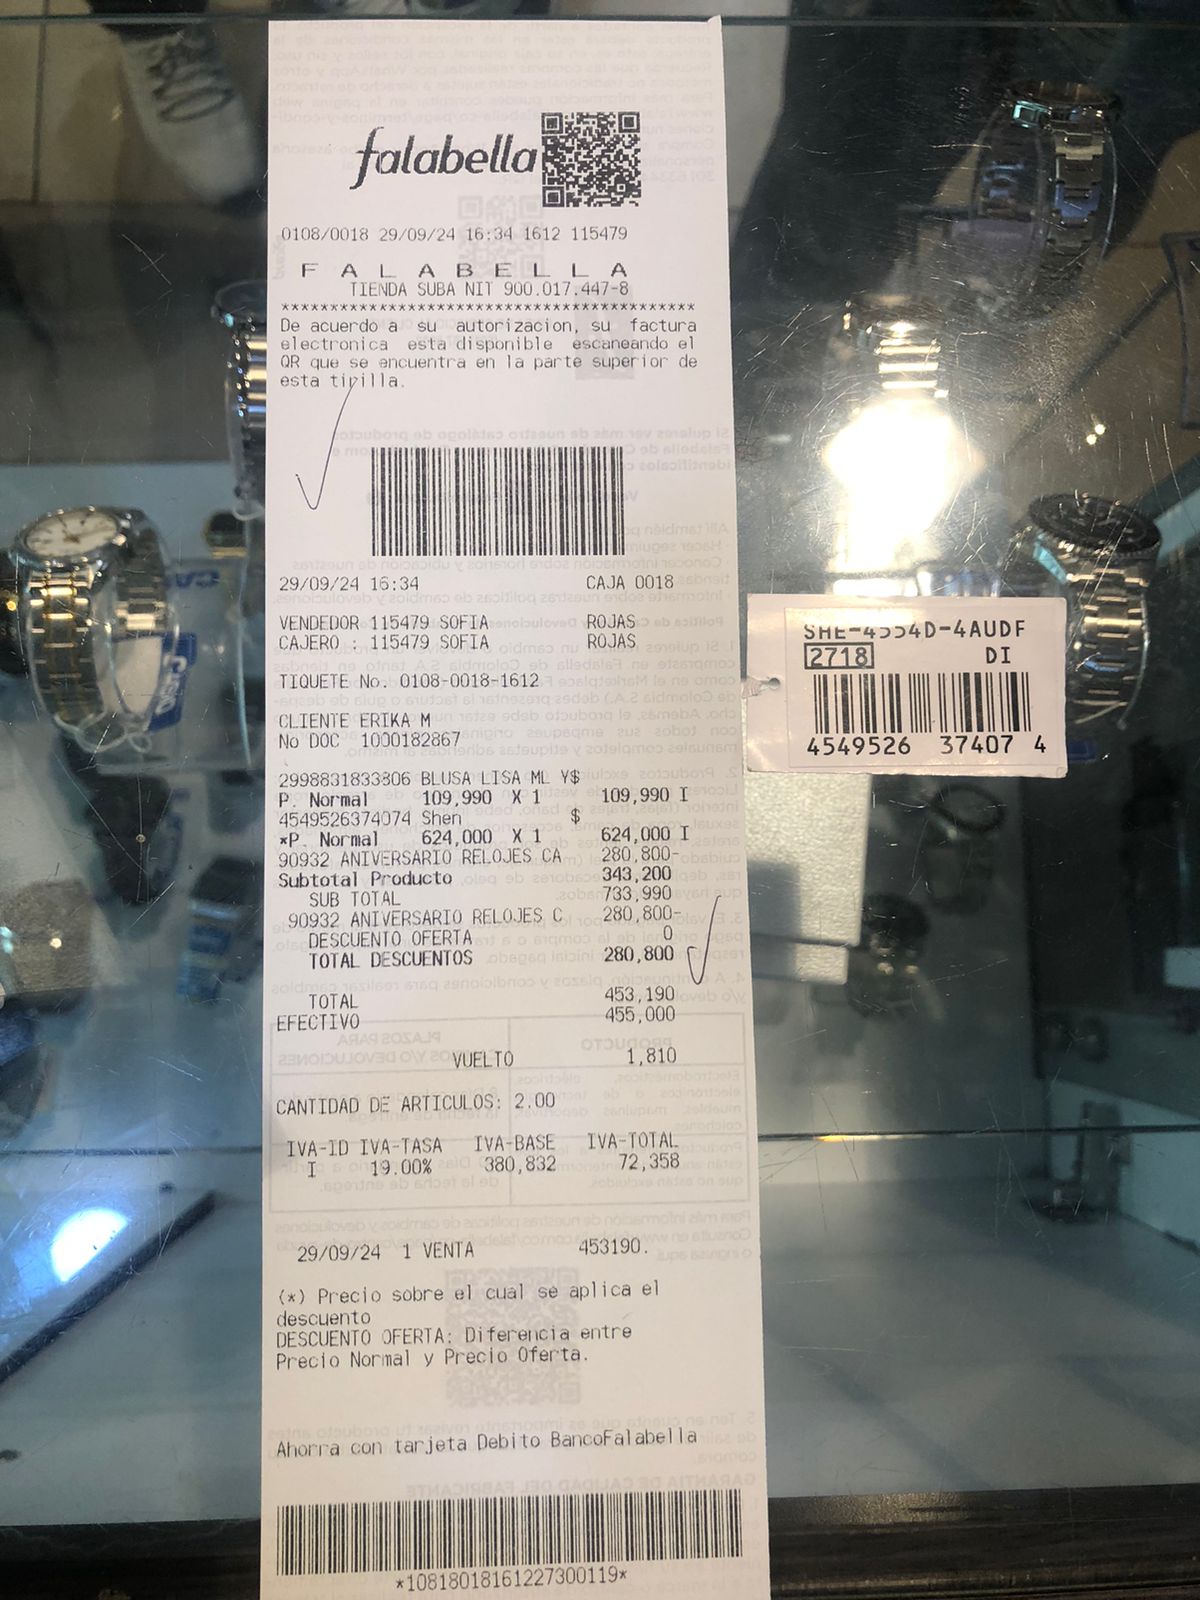 falabella
0108/0018 29/09/24 16:34 1612 115479
F A L A B E L L A
TIENDA SUBA NIT 900.017.447-8
******************************************
De acuerdo a su autorizacion, su factura
electronica esta disponible escaneando el
QR que se encuentra en la parte superior de
esta tirilla.
29/09/24 16:34 CAJA 0018
VENDEDOR 115479 SOFIA ROJAS
CAJERO : 115479 SOFIA ROJAS
TIQUETE No. 0108-0018-1612
CLIENTE ERIKA M
No DOC 1000182867
2998831833806 BLUSA LISA ML Y$
P. Normal 109,990 X 1 109,990 I
4549526374074 Shen $
*P. Normal 624,000 X 1 624,000 I
90932 ANIVERSARIO RELOJES CA 280,800-
Subtotal Producto 343,200
SUB TOTAL 733,990
90932 ANIVERSARIO RELOJES C 280,800-
DESCUENTO OFERTA 0
TOTAL DESCUENTOS 280,800
TOTAL 453,190
EFECTIVO 455,000
VUELTO 1,810
CANTIDAD DE ARTICULOS: 2.00
IVA-ID IVA-TASA IVA-BASE IVA-TOTAL
I 19.00% 380,832 72,358
29/09/24 1 VENTA 453190.
(*) Precio sobre el cual se aplica el
descuento
DESCUENTO OFERTA: Diferencia entre
Precio Normal y Precio Oferta.
Ahorra con tarjeta Debito BancoFalabella
*10818018161227300119*
SHE-4554D-4AUDF
2718 DI
4549526 37407 4